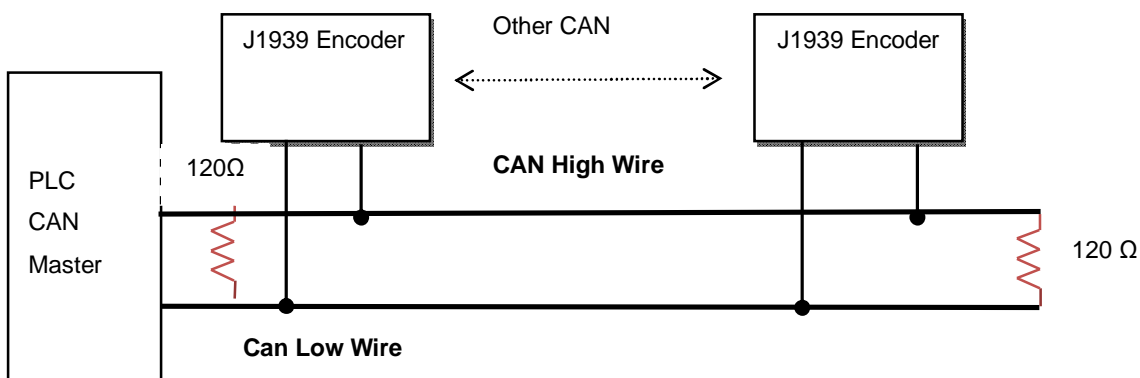 J1939 Encoder
Other CAN
J1939 Encoder
120Ω
CAN High Wire
PLC
CAN
Master
120 Ω
Can Low Wire